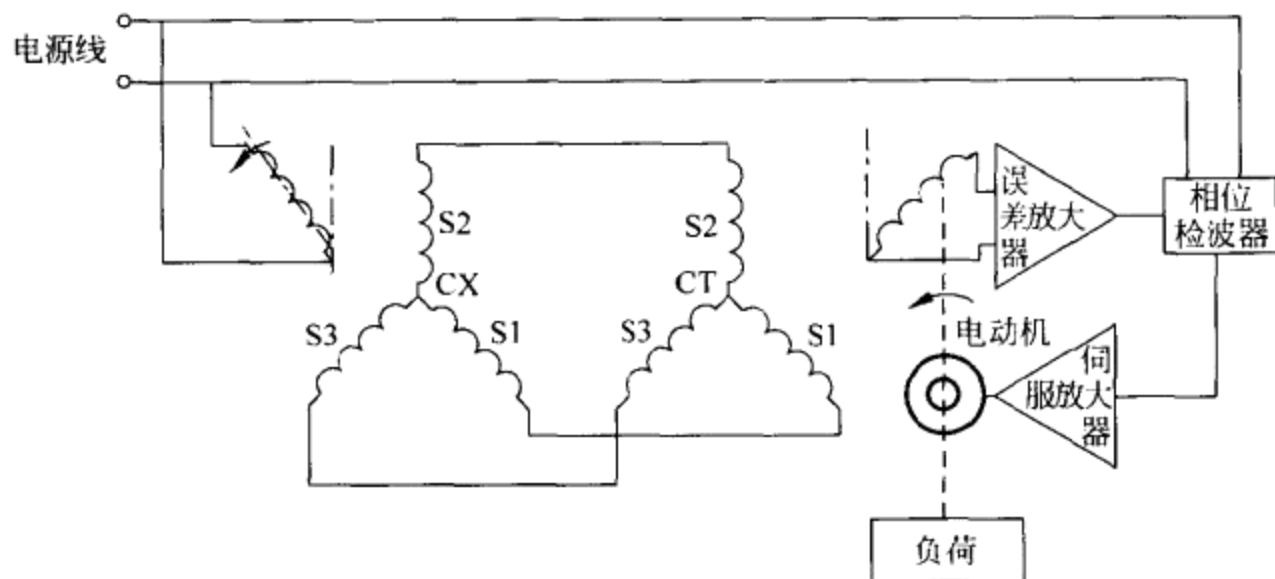 电源线
S2
S2
CX
CT
S3
S1
S3
S1
误
差放大
器
相位
检波器
电动机
伺
服放大
器
负荷